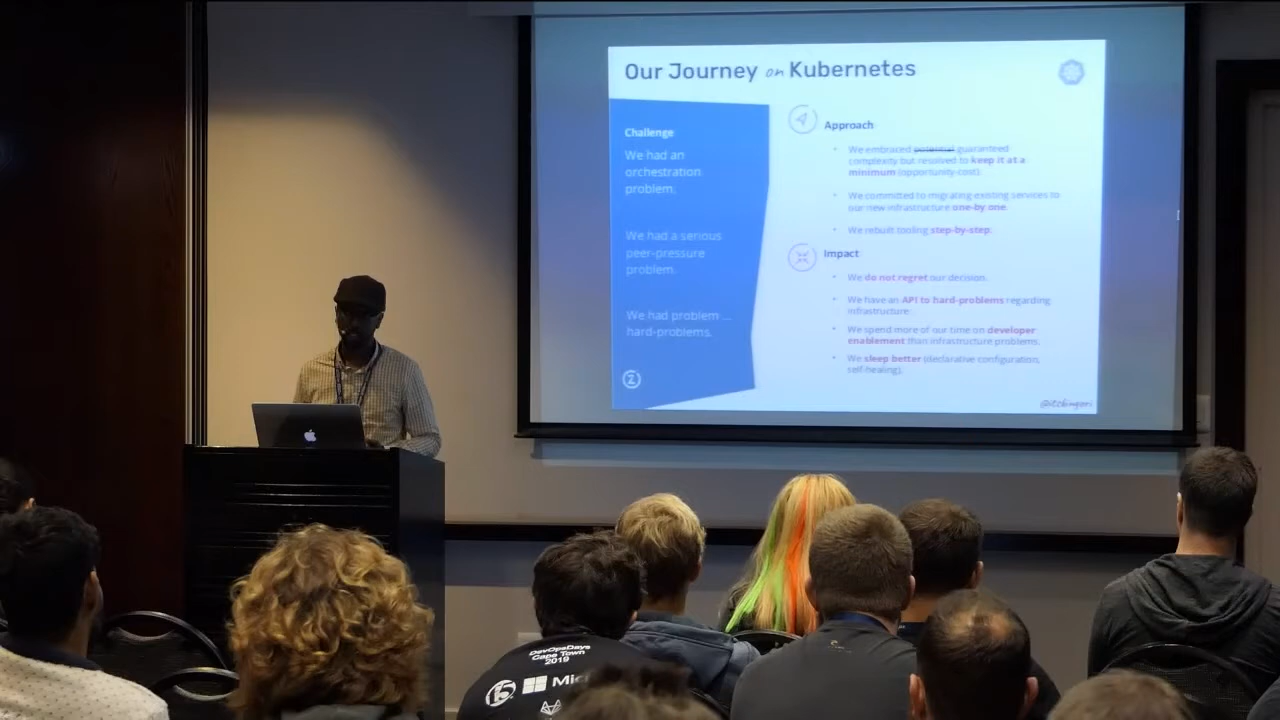 Our Journey on Kubernetes
Challenge
We had an
orchestration
problem.
We had a serious
peer-pressure
problem.
We had problem ...
hard-problems.
Approach
We embraced potential guaranteed
complexity but resolved to keep it at a
minimum (opportunity-cost).
We committed to migrating existing services to
our new infrastructure one-by one.
We rebuilt tooling step-by-step.
Impact
We do not regret our decision.
We have an API to hard-problems regarding
infrastructure.
We spend more of our time on developer
enablement than infrastructure problems.
We sleep better (declarative configuration,
self-healing).
@itskingori
DevOpsDays
Cape Town
2019